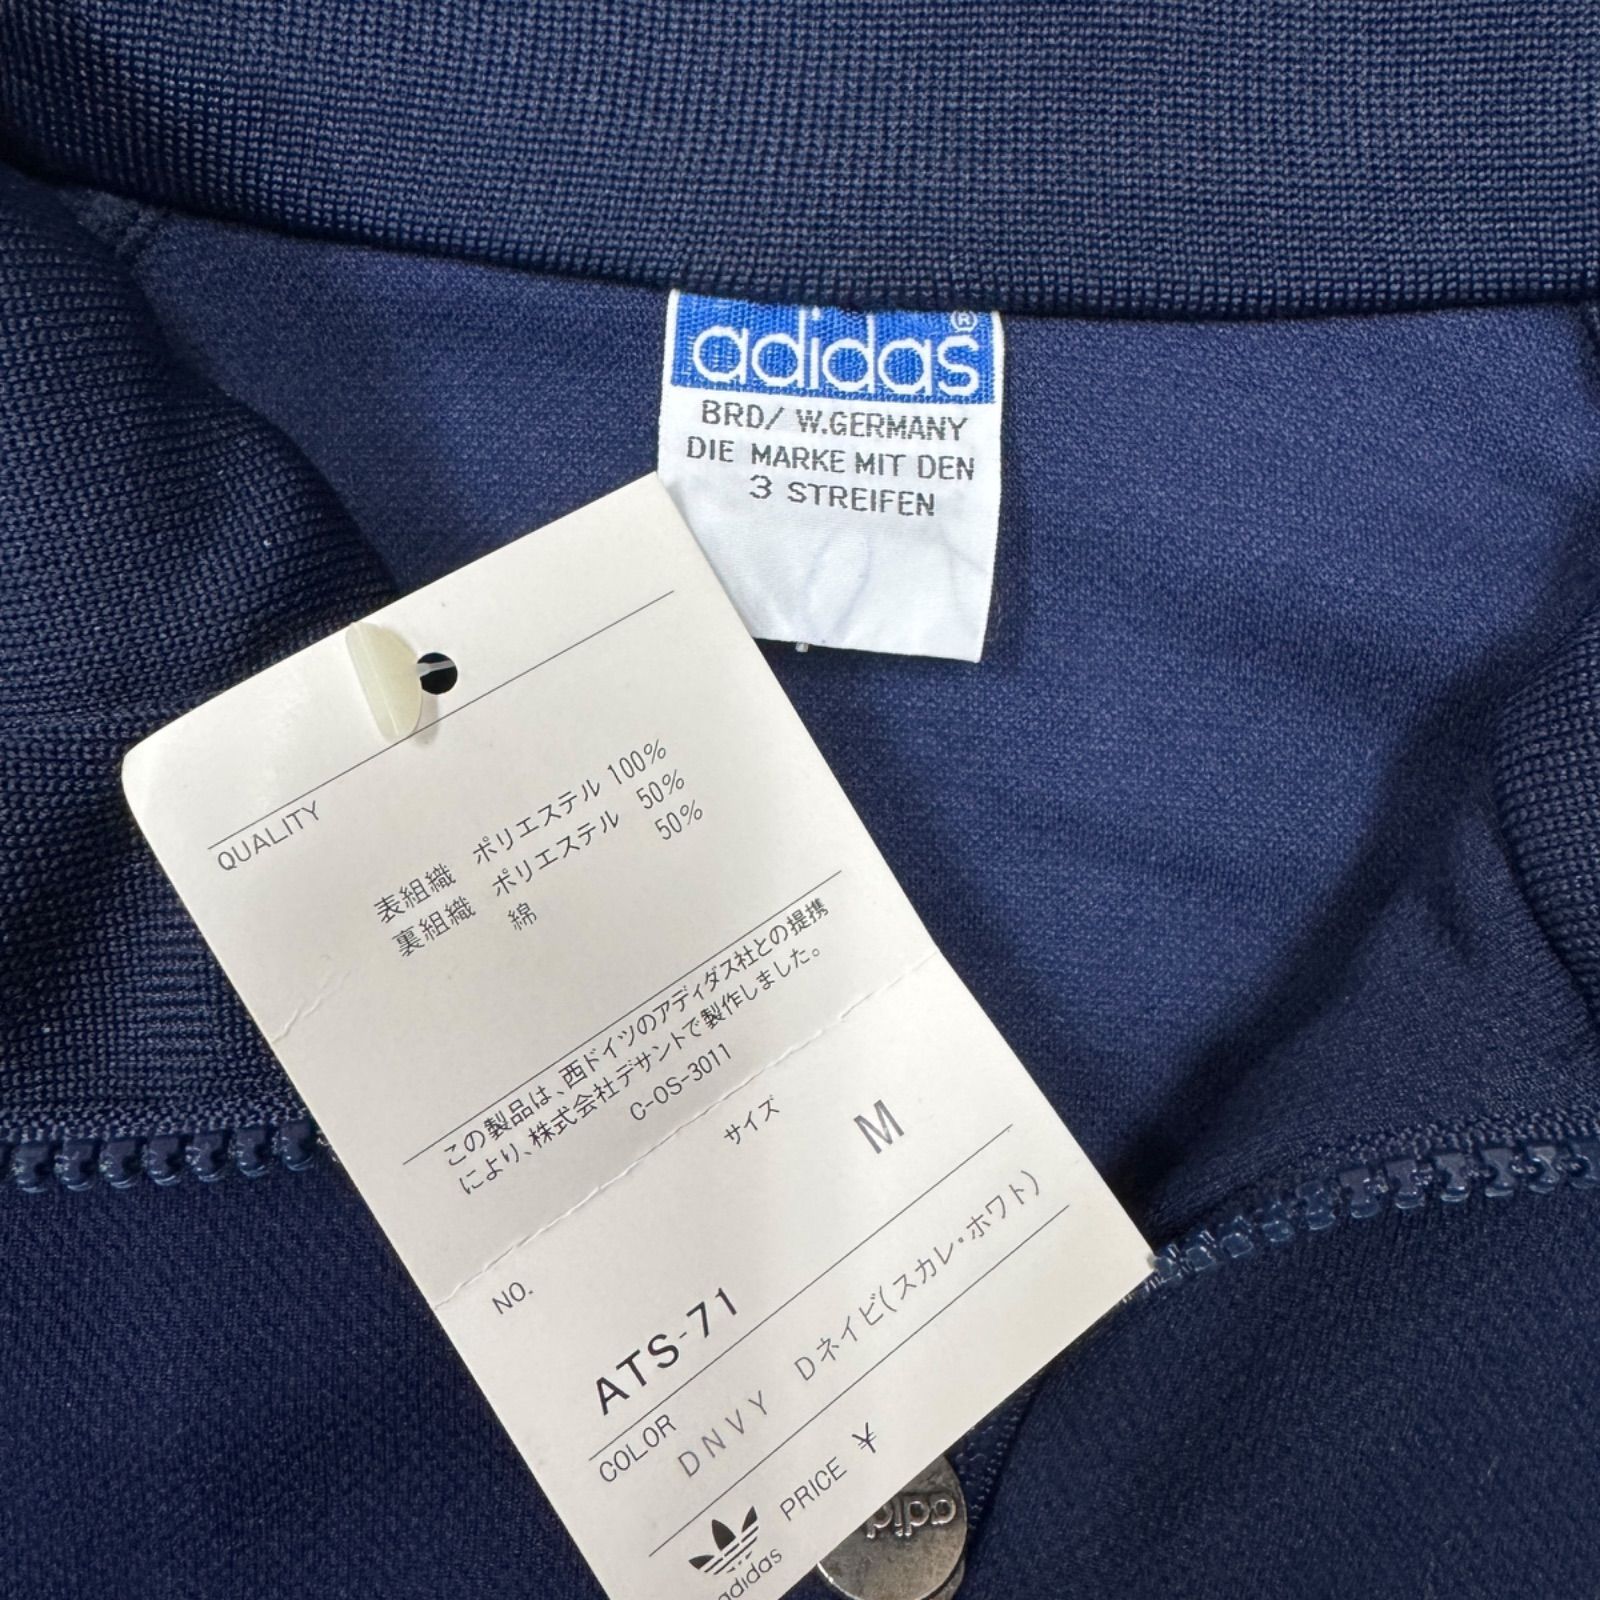 adidas®
BRD/ W.GERMANY
DIE MARKE MIT DEN
3 STREIFEN
QUALITY
表組織 ポリエステル 100%
裏組織 ポリエステル 50%
綿 50%
この製品は、西ドイツのアディダス社との提携
により、株式会社デサントで製作しました。
C-OS-3011
サイズ M
NO.
ATS-71
COLOR
DNVY Dネイビ(スカレ・ホワト)
PRICE ¥
adidas
adid